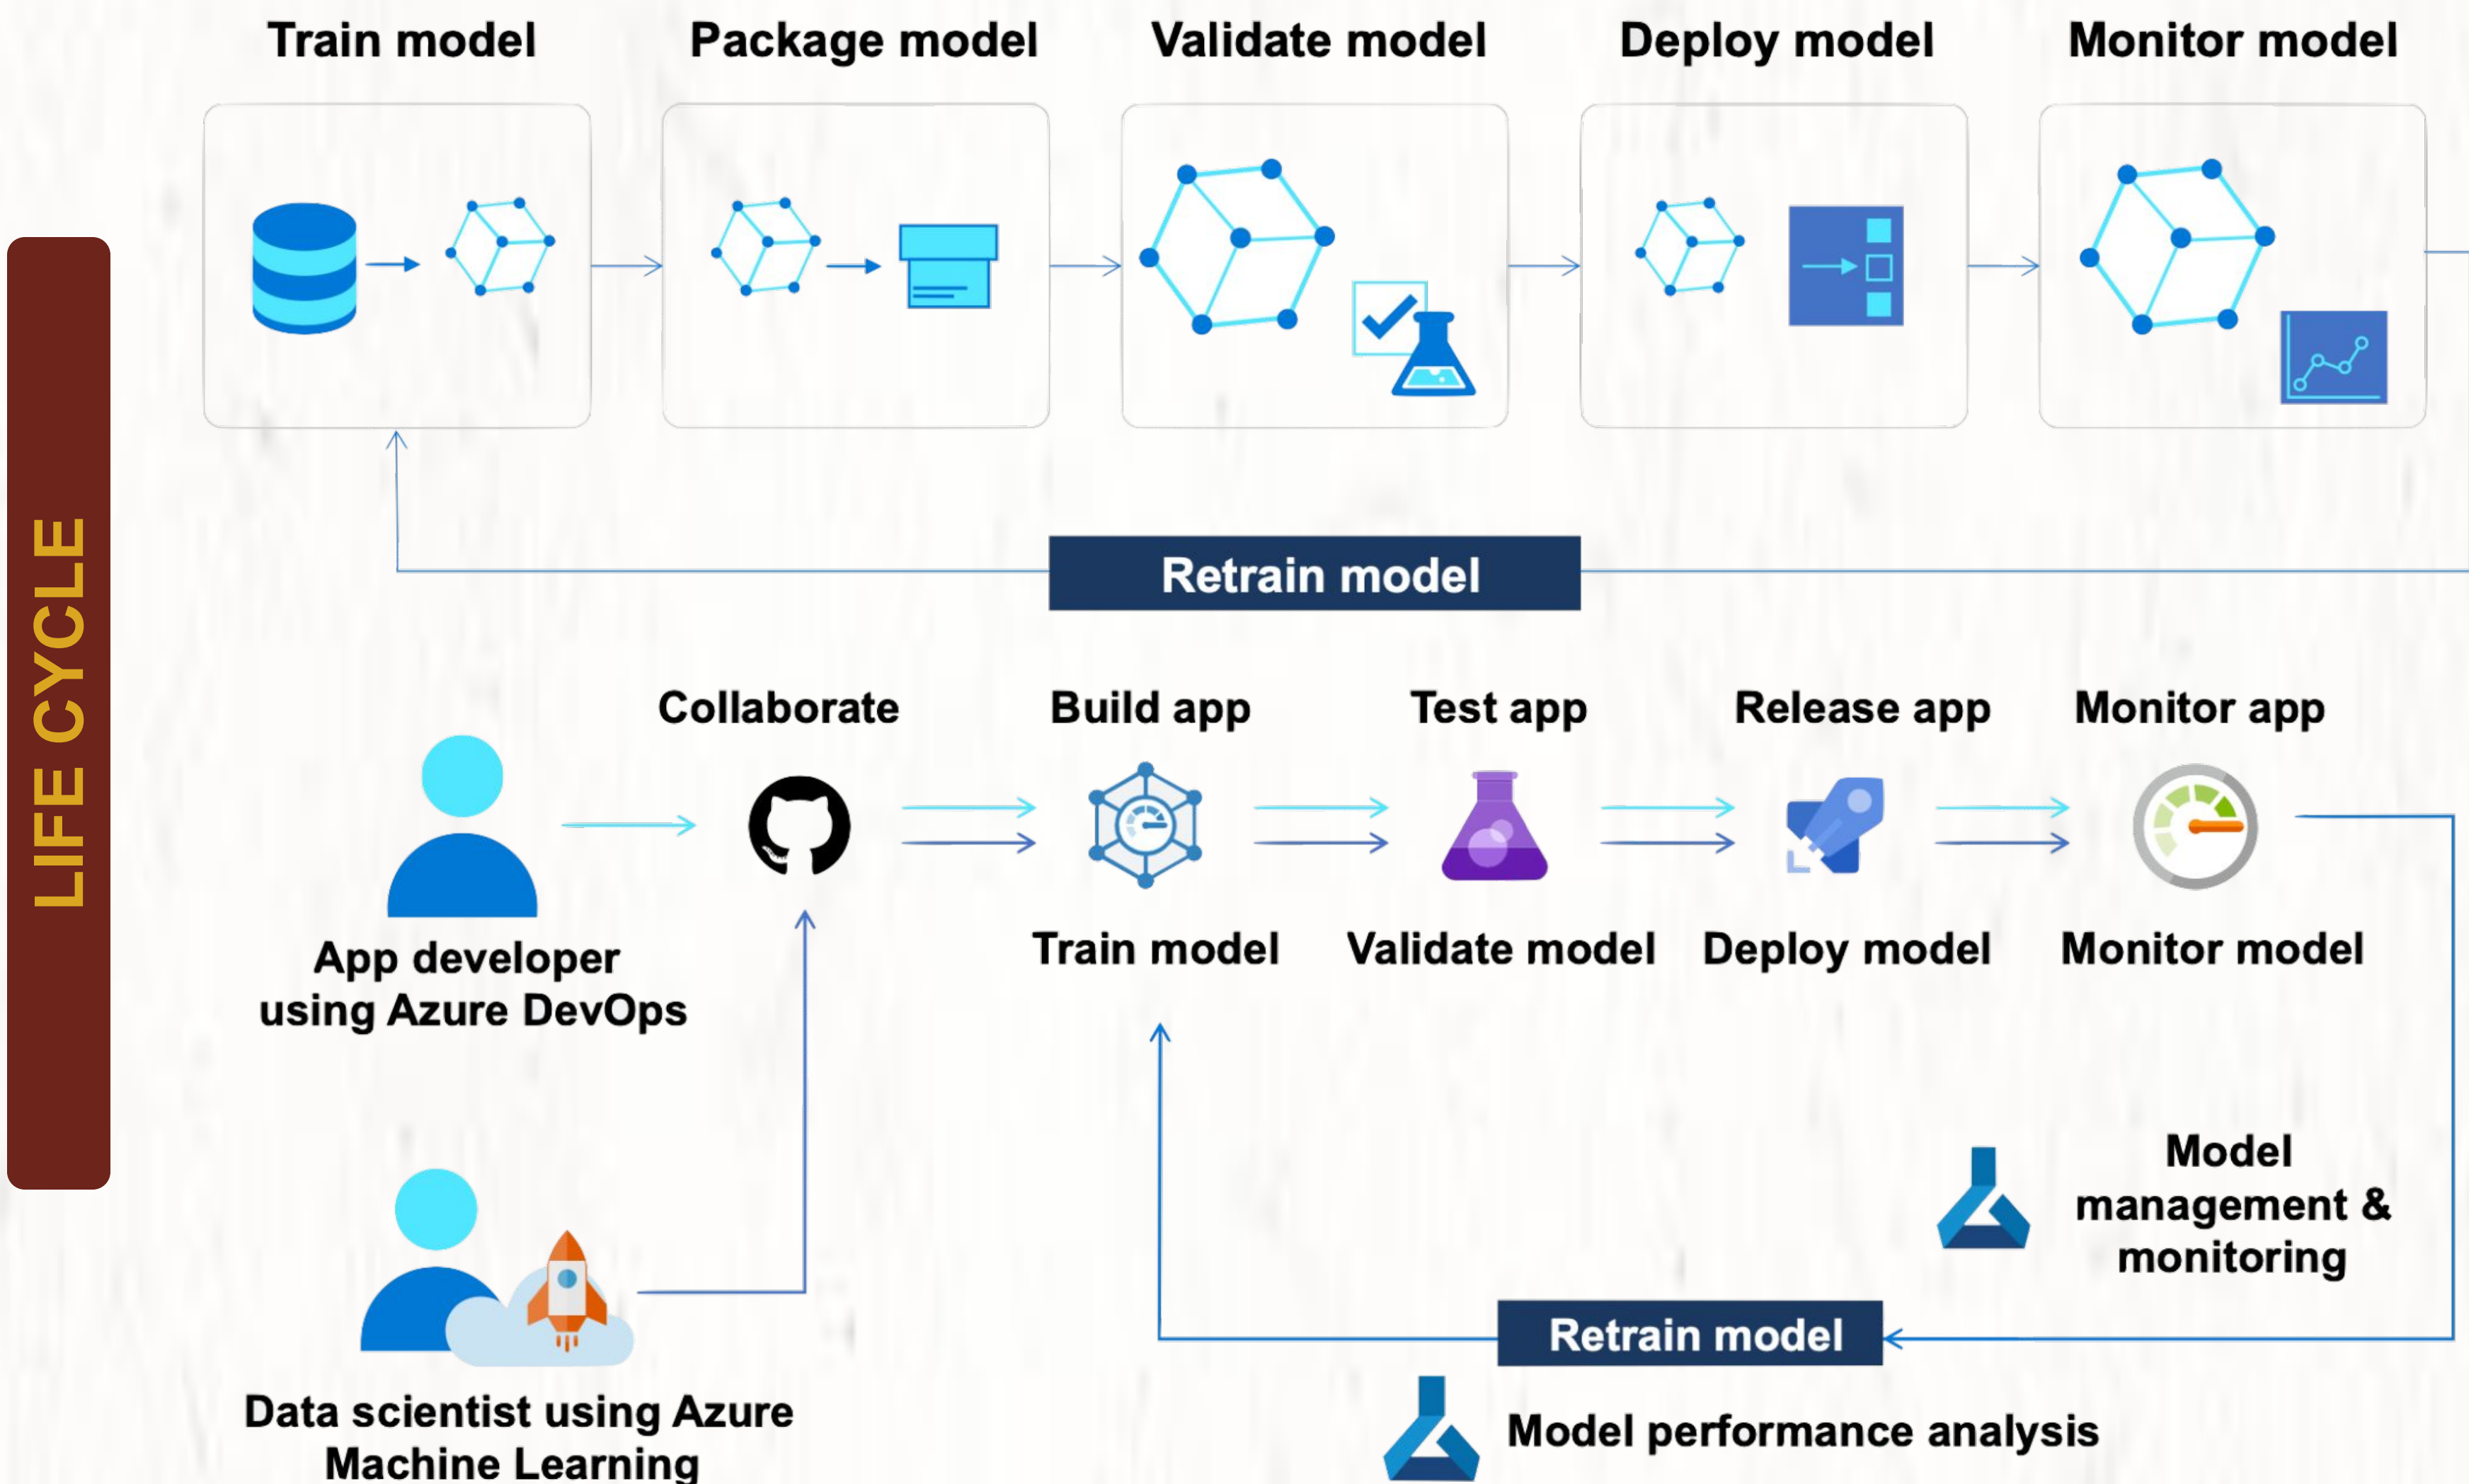 Train model
Package model
Validate model
Deploy model
Monitor model
LIFE CYCLE
Retrain model
Collaborate
Build app
Test app
Release app
Monitor app
App developer
using Azure DevOps
Train model
Validate model
Deploy model
Monitor model
Model
management &
monitoring
Retrain model
Data scientist using Azure
Machine Learning
Model performance analysis